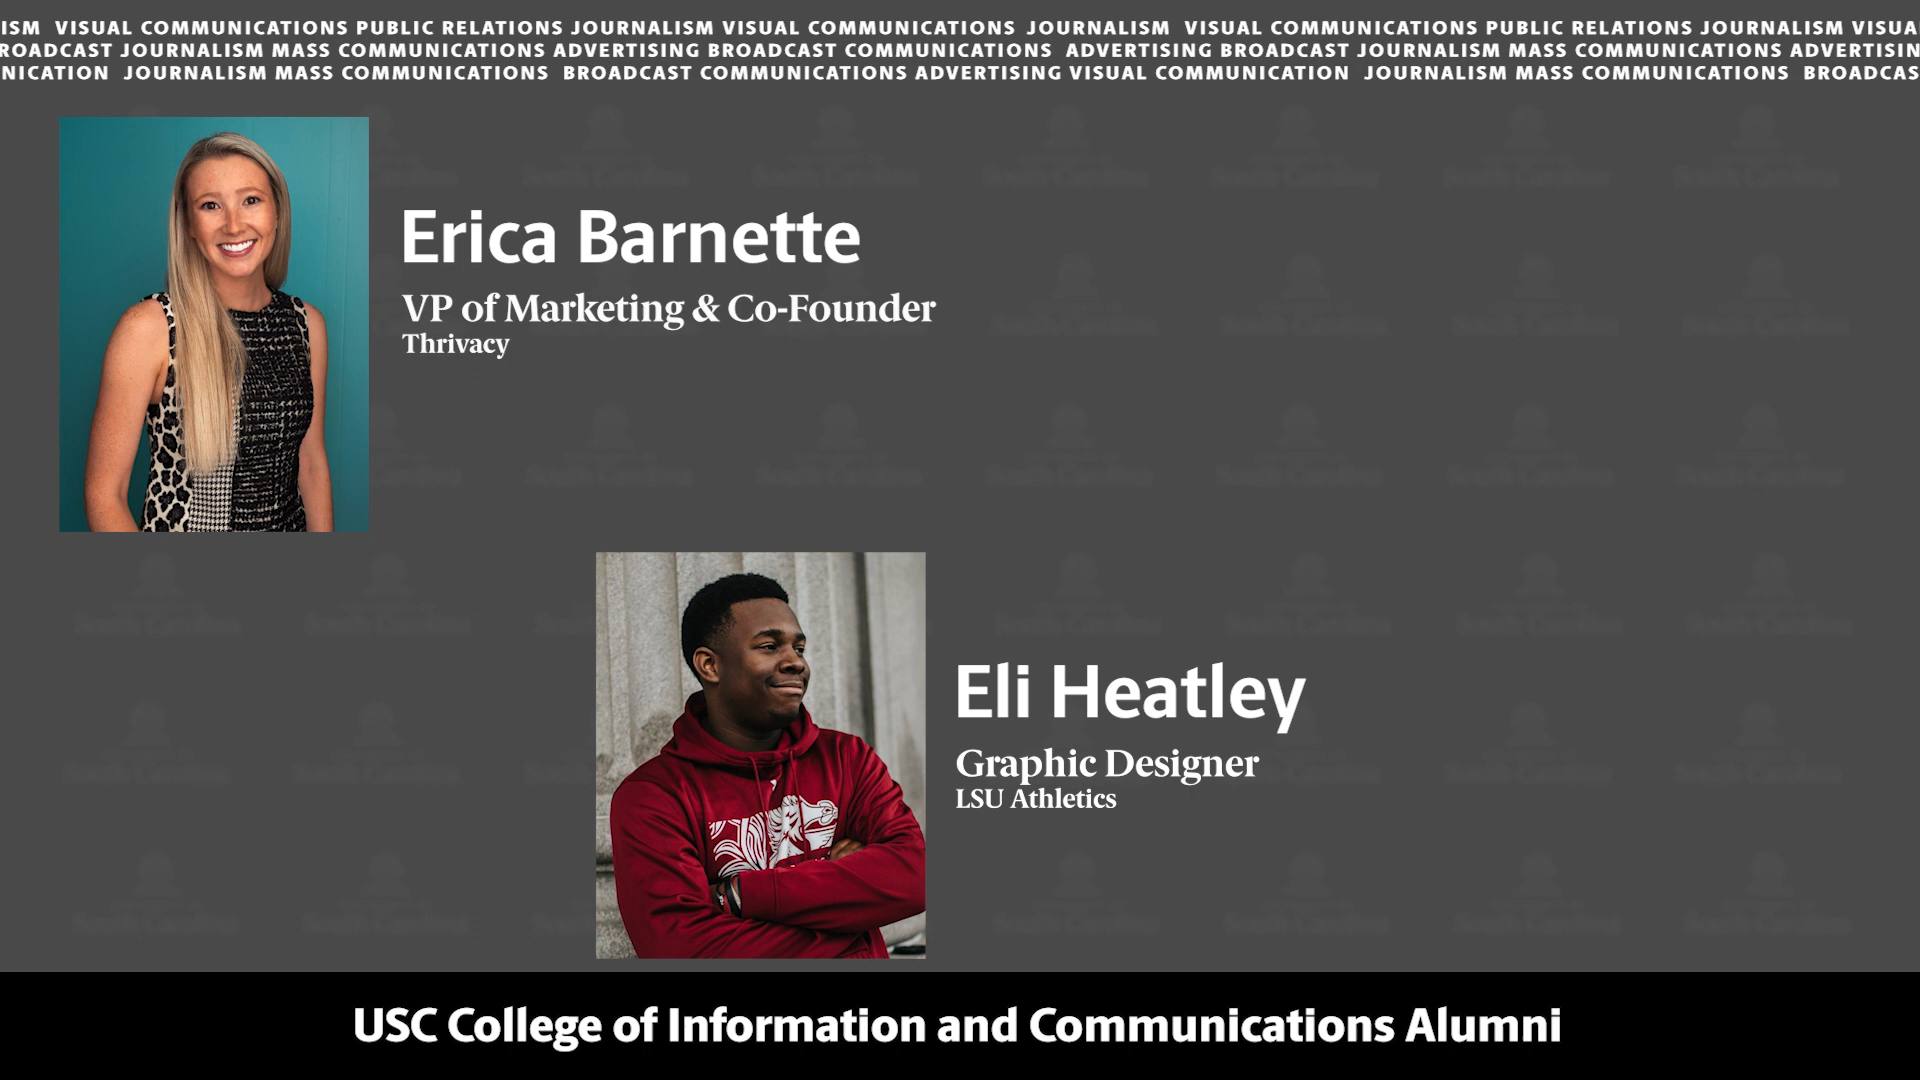 ISM VISUAL COMMUNICATIONS PUBLIC RELATIONS JOURNALISM VISUAL COMMUNICATIONS JOURNALISM VISUAL COMMUNICATIONS PUBLIC RELATIONS JOURNALISM VISUA
ROADCAST JOURNALISM MASS COMMUNICATIONS ADVERTISING BROADCAST COMMUNICATIONS ADVERTISING BROADCAST JOURNALISM MASS COMMUNICATIONS ADVERTISIN
NICATION JOURNALISM MASS COMMUNICATIONS BROADCAST COMMUNICATIONS ADVERTISING VISUAL COMMUNICATION JOURNALISM MASS COMMUNICATIONS BROADCAS
Erica Barnette
VP of Marketing & Co-Founder
Thrivacy
Eli Heatley
Graphic Designer
LSU Athletics
USC College of Information and Communications Alumni